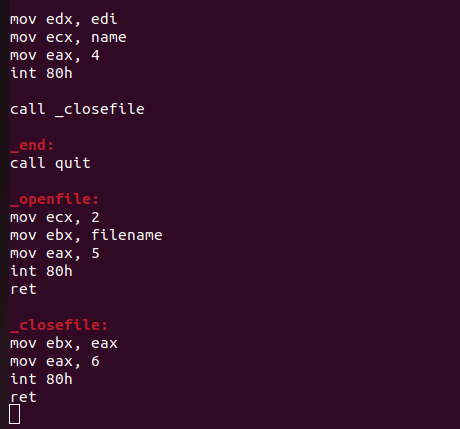 mov edx, edi
mov ecx, name
mov eax, 4
int 80h
call _closefile
_end:
call quit
_openfile:
mov ecx, 2
mov ebx, filename
mov eax, 5
int 80h
ret
_closefile:
mov ebx, eax
mov eax, 6
int 80h
ret